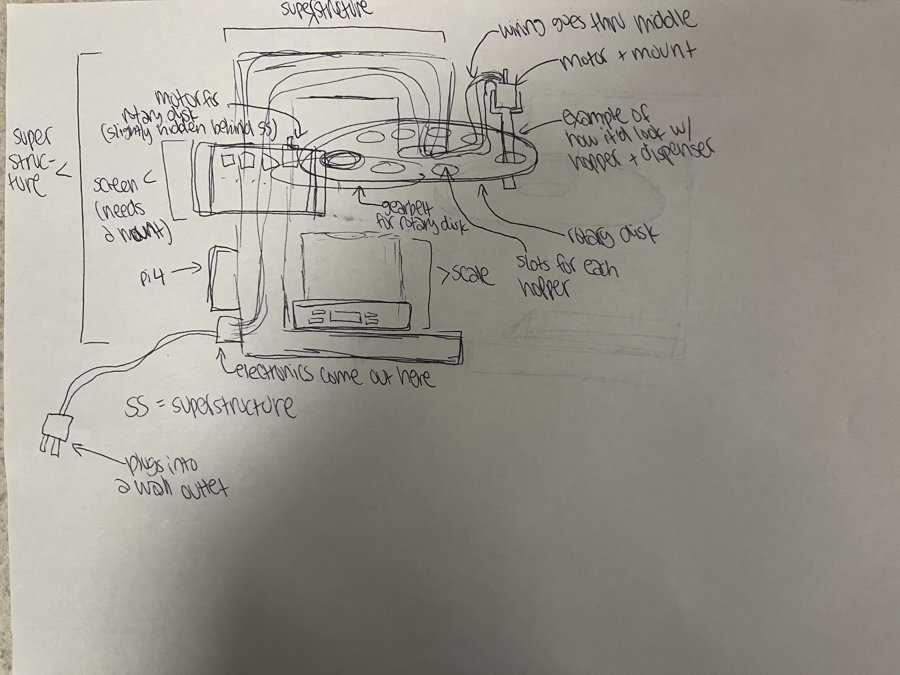 superstructure
wiring goes thru middle
motor + mount
motor for
rotary disk
(slightly hidden behind SS)
example of
how it'd look w/
hopper + dispenser
super
struc-
ture
screen
(needs
a mount)
gearbelt
for rotary disk
rotary disk
slots for each
hopper
pi4
scale
electronics come out here
SS = superstructure
plugs into
a wall outlet